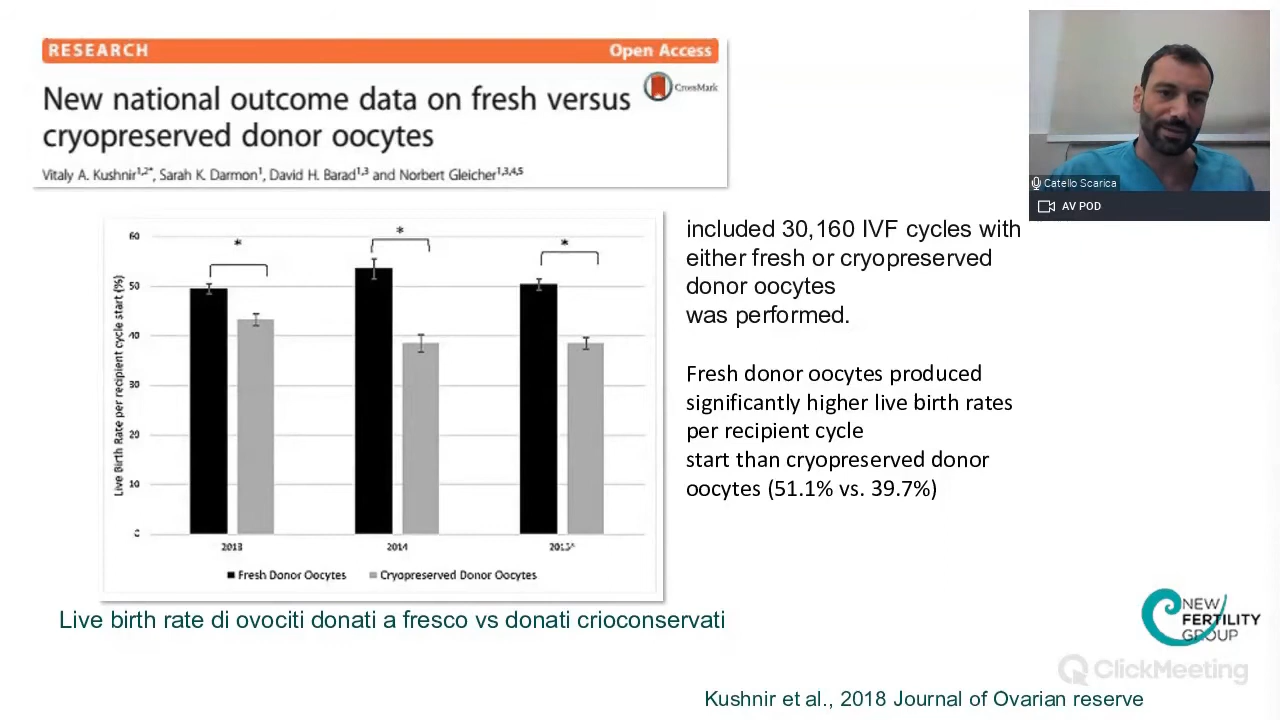 RESEARCH
Open Access
New national outcome data on fresh versus
cryopreserved donor oocytes
CrossMark
Vitaly A. Kushnir1,2*, Sarah K. Darmon1, David H. Barad1,3 and Norbert Gleicher1,3,4,5
Catello Scarica
AV POD
included 30,160 IVF cycles with
either fresh or cryopreserved
donor oocytes
was performed.
Fresh donor oocytes produced
significantly higher live birth rates
per recipient cycle
start than cryopreserved donor
oocytes (51.1% vs. 39.7%)
Live Birth Rate per recipient cycle start (%)
60
50
40
30
20
10
0
*
*
*
2013
2014
2015*
Fresh Donor Oocytes
Cryopreserved Donor Oocytes
Live birth rate di ovociti donati a fresco vs donati crioconservati
NEW
FERTILITY
GROUP
ClickMeeting
Kushnir et al., 2018 Journal of Ovarian reserve